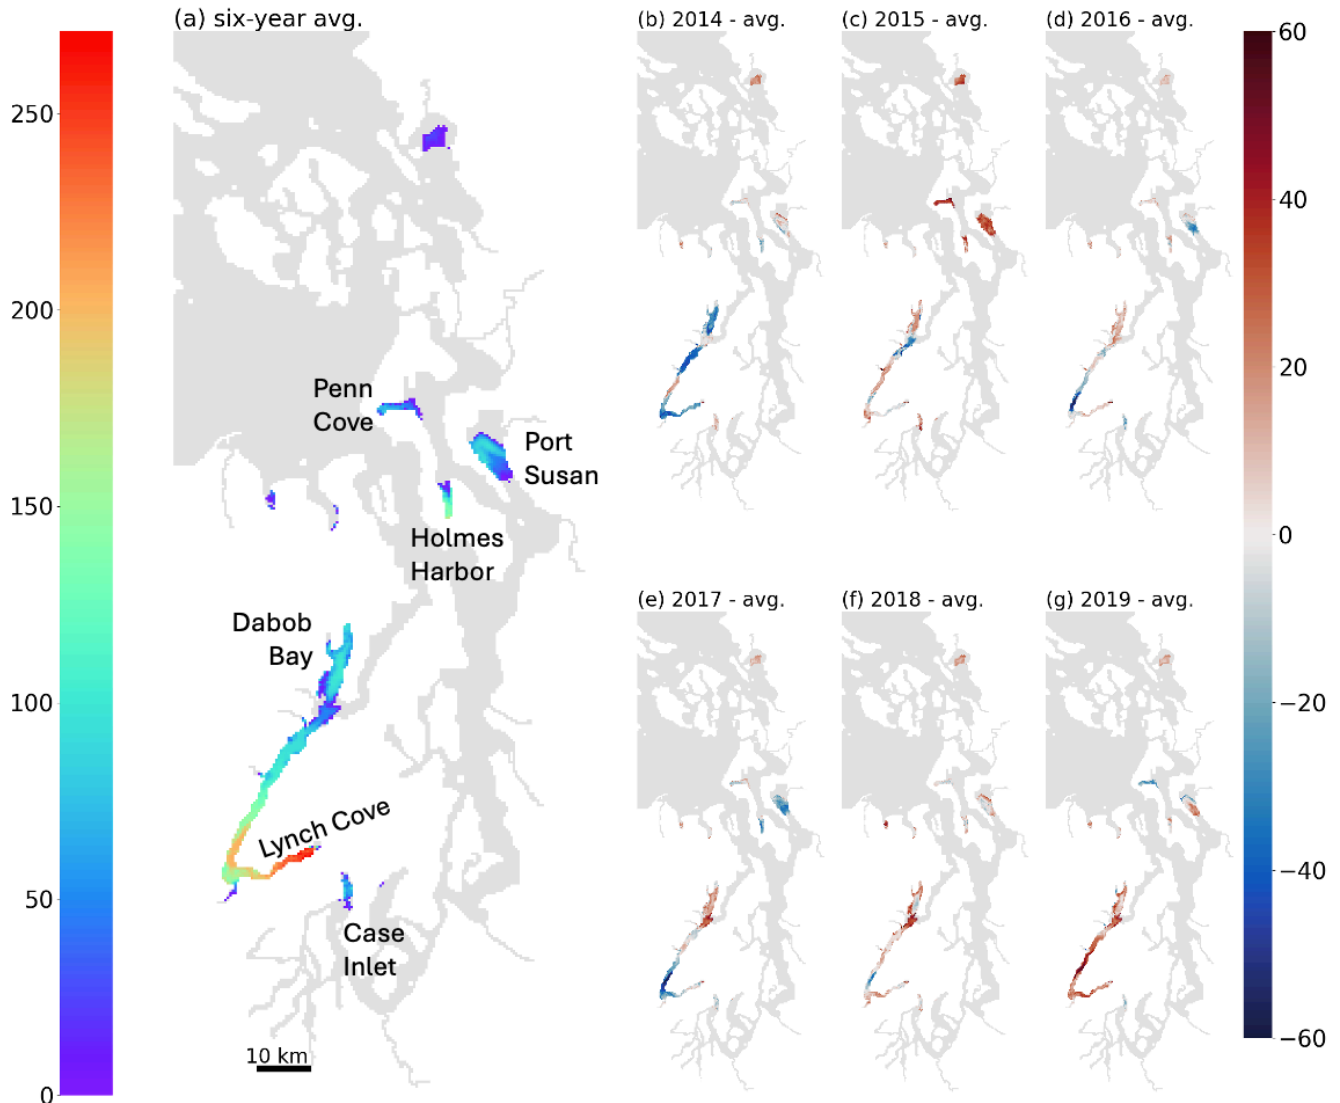 (a) six-year avg.
(b) 2014 - avg.
(c) 2015 - avg.
(d) 2016 - avg.
250
200
150
100
50
0
Penn
Cove
Port
Susan
Holmes
Harbor
Dabob
Bay
Lynch Cove
Case
Inlet
10 km
(e) 2017 - avg.
(f) 2018 - avg.
(g) 2019 - avg.
60
40
20
0
−20
−40
−60